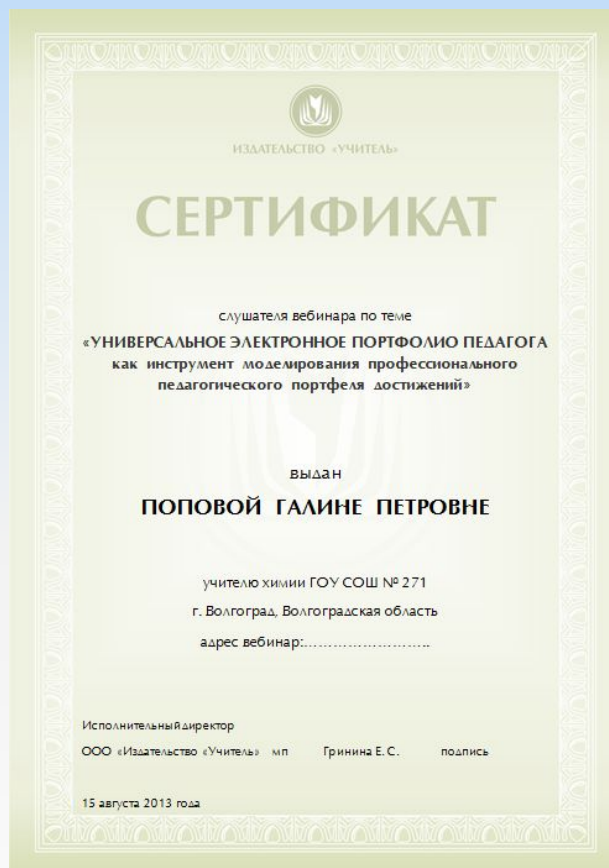 ИЗДАТЕЛЬСТВО «УЧИТЕЛЬ»
СЕРТИФИКАТ
слушателя вебинара по теме
«УНИВЕРСАЛЬНОЕ ЭЛЕКТРОННОЕ ПОРТФОЛИО ПЕДАГОГА
как инструмент моделирования профессионального
педагогического портфеля достижений»
выдан
ПОПОВОЙ ГАЛИНЕ ПЕТРОВНЕ
учителю химии ГОУ СОШ № 271
г. Волгоград, Волгоградская область
адрес вебинар:……………………..
Исполнительный директор
ООО «Издательство «Учитель» мп Гринина Е. С. подпись
15 августа 2013 года